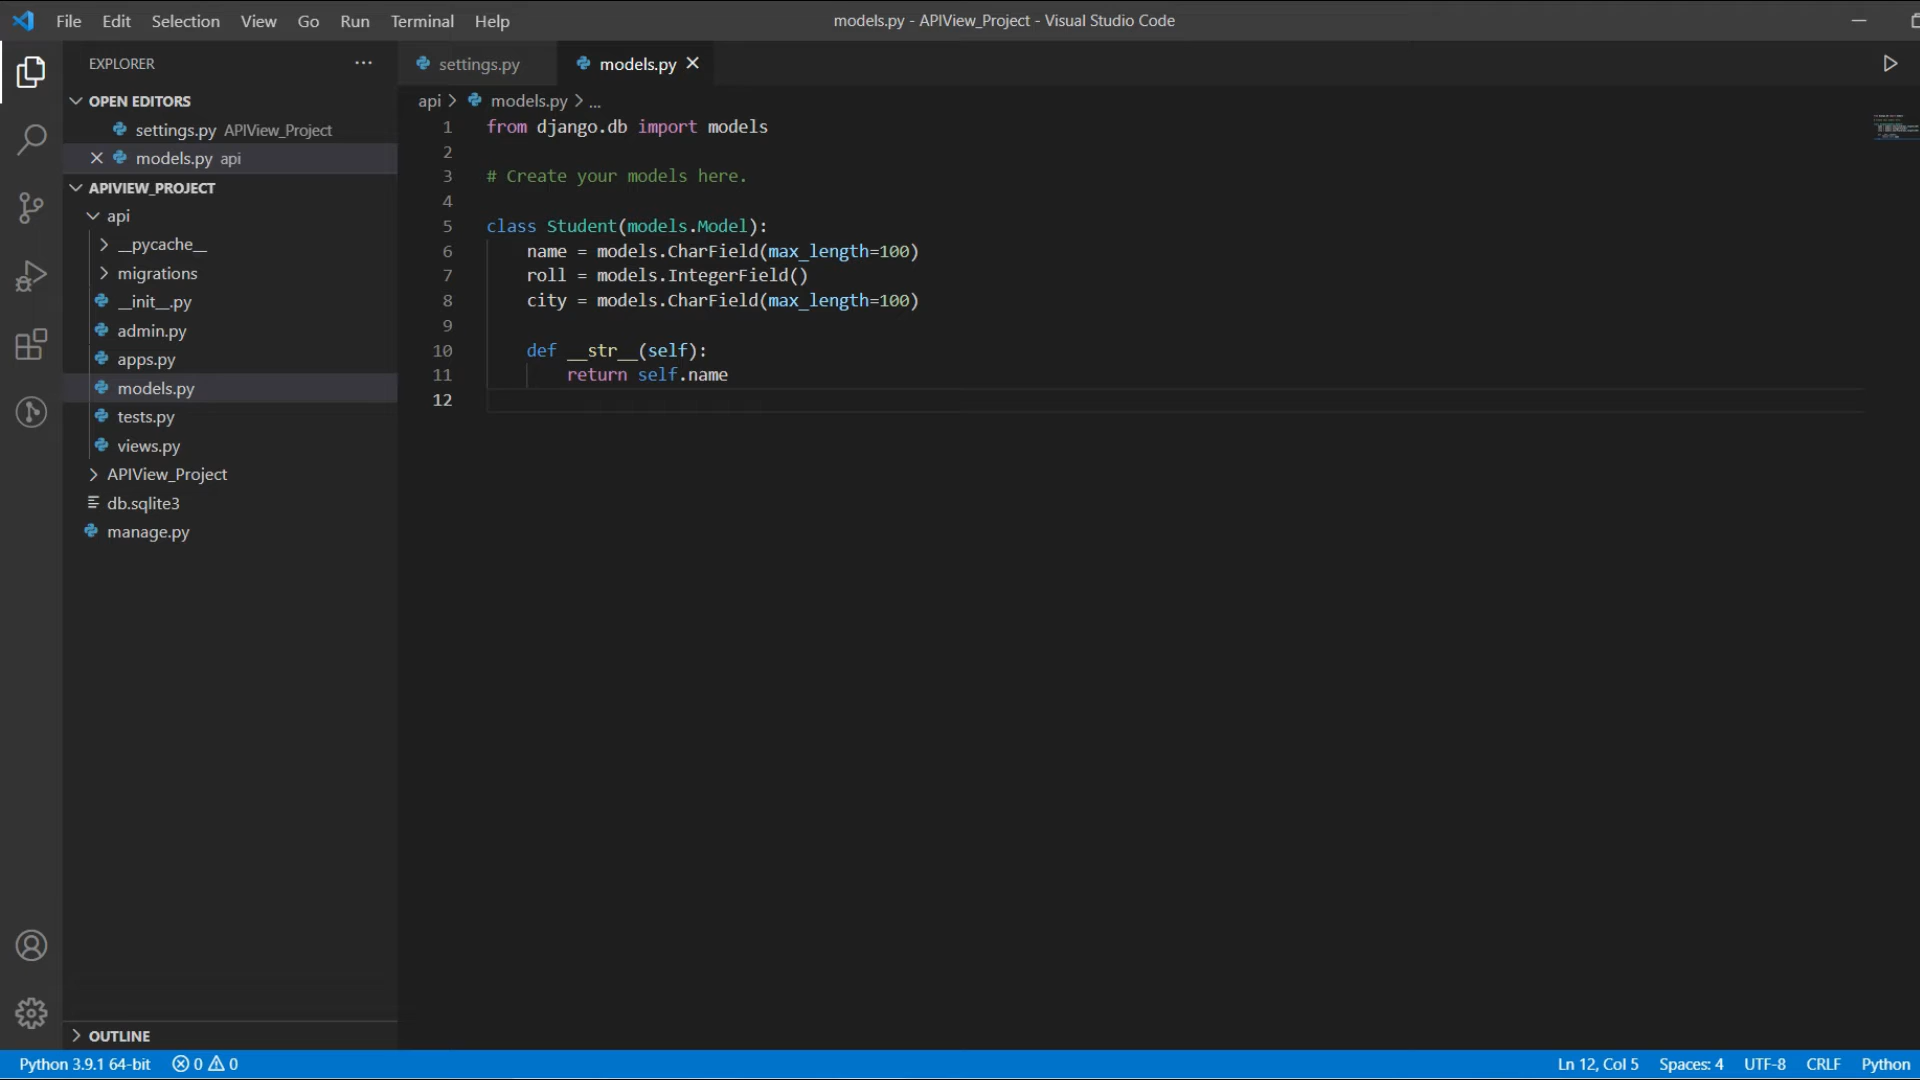 File Edit Selection View Go Run Terminal Help
models.py - APIView_Project - Visual Studio Code
EXPLORER
OPEN EDITORS
settings.py APIView_Project
models.py api
APIVIEW_PROJECT
api
__pycache__
migrations
__init__.py
admin.py
apps.py
models.py
tests.py
views.py
APIView_Project
db.sqlite3
manage.py
OUTLINE
settings.py
models.py
api > models.py > ...
1 from django.db import models
2
3 # Create your models here.
4
5 class Student(models.Model):
6     name = models.CharField(max_length=100)
7     roll = models.IntegerField()
8     city = models.CharField(max_length=100)
9
10     def __str__(self):
11         return self.name
12
Python 3.9.1 64-bit 0 0
Ln 12, Col 5 Spaces: 4 UTF-8 CRLF Python